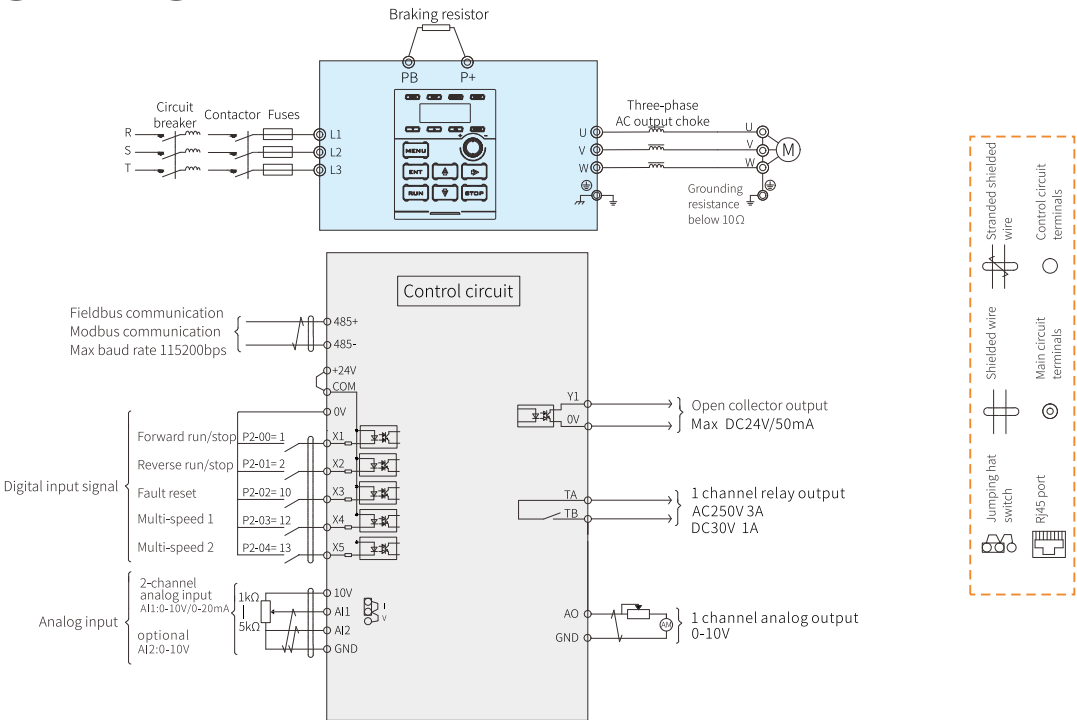 Braking resistor
PB
P+
Circuit
breaker
Contactor
Fuses
R
S
T
L1
L2
L3
MENU
ENT
RUN
STOP
+
-
Three-phase
AC output choke
U
V
W
U
V
W
M
Grounding
resistance
below 10Ω
Control circuit
Fieldbus communication
Modbus communication
Max baud rate 115200bps
485+
485-
+24V
COM
0V
Digital input signal
Forward run/stop
P2-00= 1
X1
Reverse run/stop
P2-01= 2
X2
Fault reset
P2-02= 10
X3
Multi-speed 1
P2-03= 12
X4
Multi-speed 2
P2-04= 13
X5
Analog input
2-channel
analog input
AI1:0-10V/0-20mA
optional
AI2:0-10V
1kΩ
5kΩ
10V
AI1
AI2
GND
I
V
Y1
0V
Open collector output
Max DC24V/50mA
TA
TB
1 channel relay output
AC250V 3A
DC30V 1A
AO
GND
AM
1 channel analog output
0-10V
Stranded shielded
wire
Control circuit
terminals
Shielded wire
Main circuit
terminals
Jumping hat
switch
Rj45 port